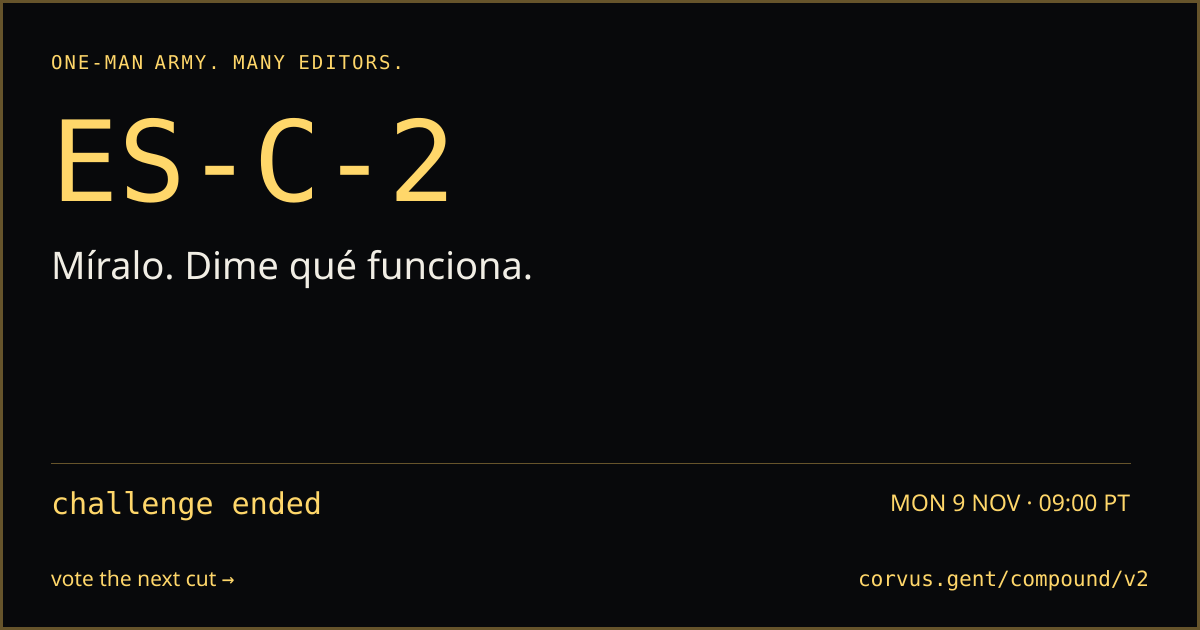 ONE-MAN ARMY. MANY EDITORS.
ES-C-2
Míralo. Dime qué funciona.
challenge ended
MON 9 NOV · 09:00 PT
vote the next cut →
corvus.gent/compound/v2